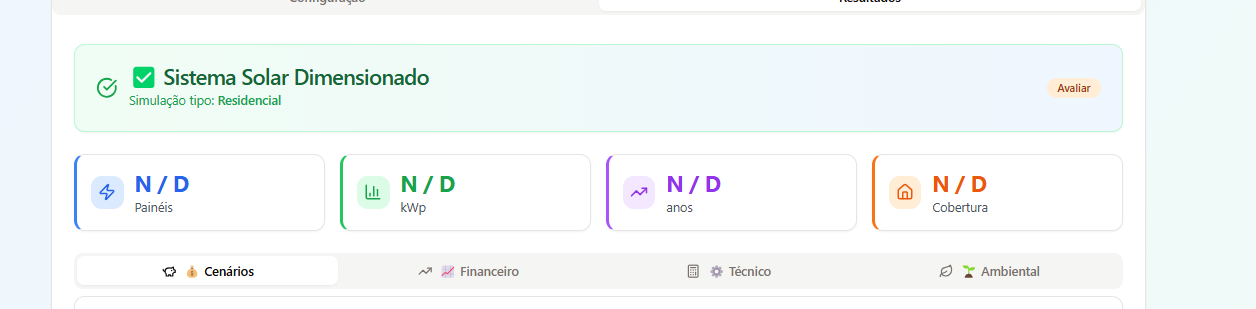 Configuração
Resultados
✅ Sistema Solar Dimensionado
Simulação tipo: Residencial
Avaliar
N / D
Painéis
N / D
kWp
N / D
anos
N / D
Cobertura
Cenários
Financeiro
Técnico
Ambiental